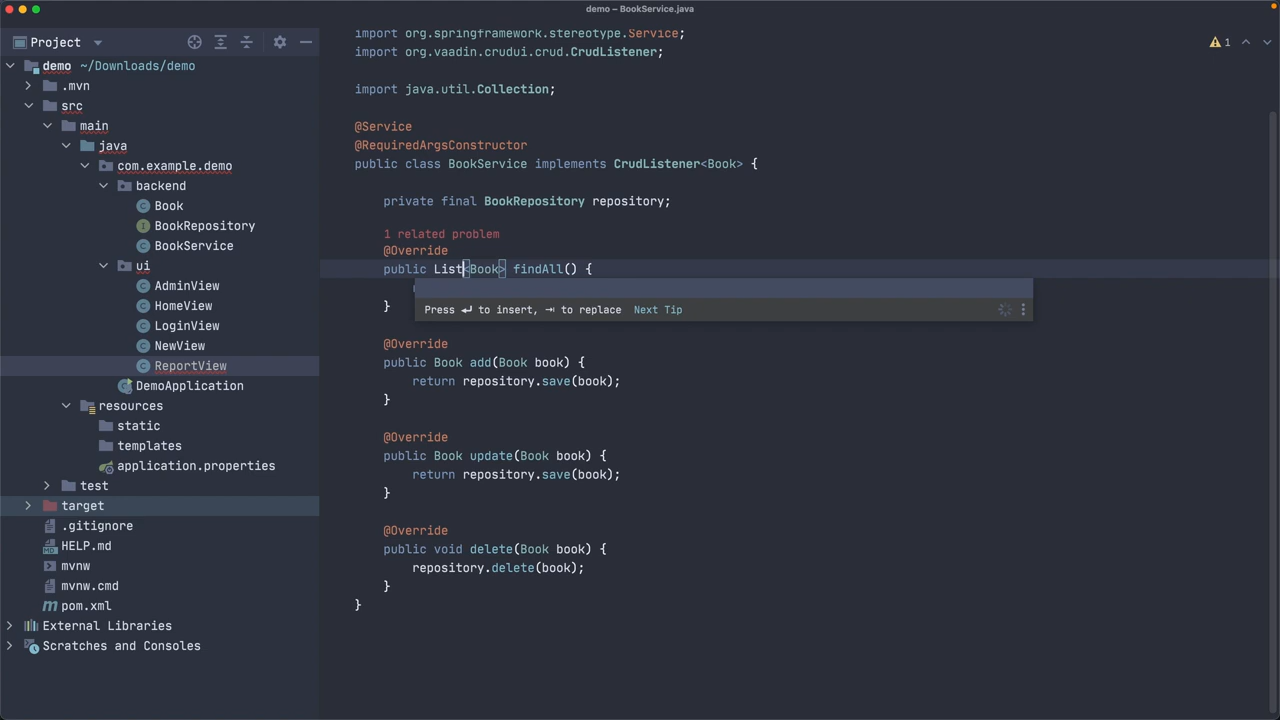 demo – BookService.java
Project
demo ~/Downloads/demo
.mvn
src
main
java
com.example.demo
backend
Book
BookRepository
BookService
ui
AdminView
HomeView
LoginView
NewView
ReportView
DemoApplication
resources
static
templates
application.properties
test
target
.gitignore
HELP.md
mvnw
mvnw.cmd
pom.xml
External Libraries
Scratches and Consoles
1
import org.springframework.stereotype.Service;
import org.vaadin.crudui.crud.CrudListener;
import java.util.Collection;
@Service
@RequiredArgsConstructor
public class BookService implements CrudListener<Book> {
private final BookRepository repository;
1 related problem
@Override
public List<Book> findAll() {
Press ↵ to insert, ⇥ to replace Next Tip
}
@Override
public Book add(Book book) {
return repository.save(book);
}
@Override
public Book update(Book book) {
return repository.save(book);
}
@Override
public void delete(Book book) {
repository.delete(book);
}
}